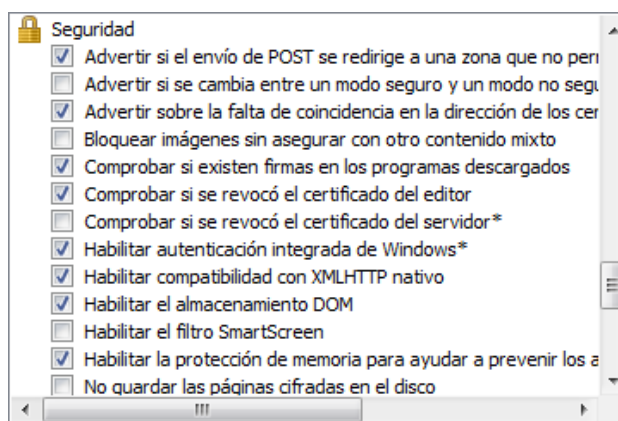 Seguridad
Advertir si el envío de POST se redirige a una zona que no
Advertir si se cambia entre un modo seguro y un modo no
Advertir sobre la falta de coincidencia en la dirección de los
Bloquear imágenes sin asegurar con otro contenido mixto
Comprobar si existen firmas en los programas descargados
Comprobar si se revocó el certificado del editor
Comprobar si se revocó el certificado del servidor*
Habilitar autenticación integrada de Windows*
Habilitar compatibilidad con XMLHTTP nativo
Habilitar el almacenamiento DOM
Habilitar el filtro SmartScreen
Habilitar la protección de memoria para ayudar a prevenir los a
No guardar las páginas cifradas en el disco